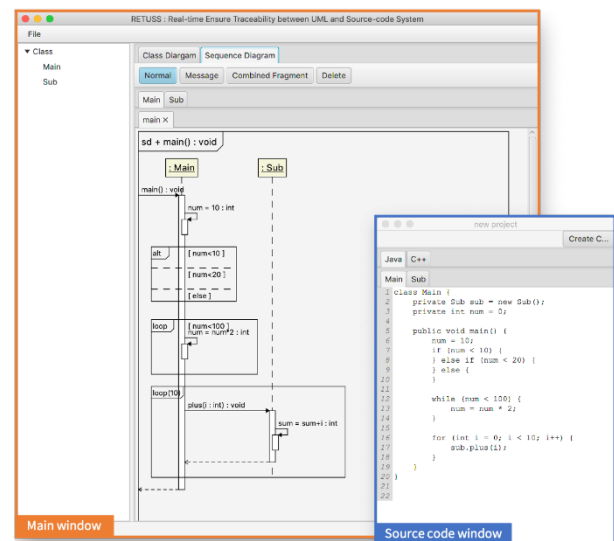 RETUSS : Real-time Ensure Traceability between UML and Source-code System
File
Class
Main
Sub
Class Diargam Sequence Diagram
Normal Message Combined Fragment Delete
Main Sub
main ×
sd + main() : void
: Main : Sub
main() : void
num = 10 : int
alt [ num<10 ]
[ num<20 ]
[ else ]
loop [ num<100 ]
num = num*2 : int
loop(10)
plus(i : int) : void
sum = sum+i : int
Main window
new project
Create C...
Java C++
Main Sub
1 class Main {
2 private Sub sub = new Sub();
3 private int num = 0;
4
5 public void main() {
6 num = 10;
7 if (num < 10) {
8 } else if (num < 20) {
9 } else {
10 }
11
12 while (num < 100) {
13 num = num * 2;
14 }
15
16 for (int i = 0; i < 10; i++) {
17 sub.plus(i);
18 }
19 }
20 }
21
22
Source code window